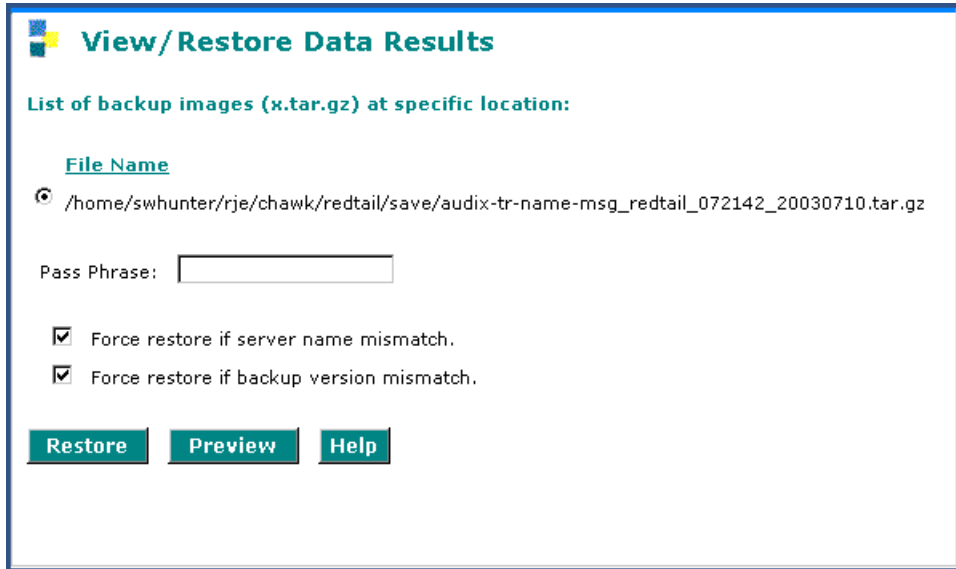 View/Restore Data Results
List of backup images (x.tar.gz) at specific location:
File Name
/home/swhunter/rje/chawk/redtail/save/audix-tr-name-msg_redtail_072142_20030710.tar.gz
Pass Phrase:
Force restore if server name mismatch.
Force restore if backup version mismatch.
Restore Preview Help